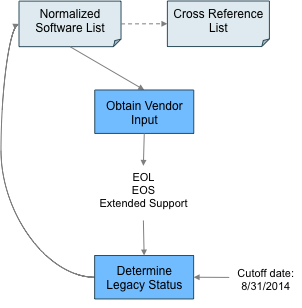 Normalized
Software List
Cross Reference
List
Obtain Vendor
Input
EOL
EOS
Extended Support
Determine
Legacy Status
Cutoff date:
8/31/2014